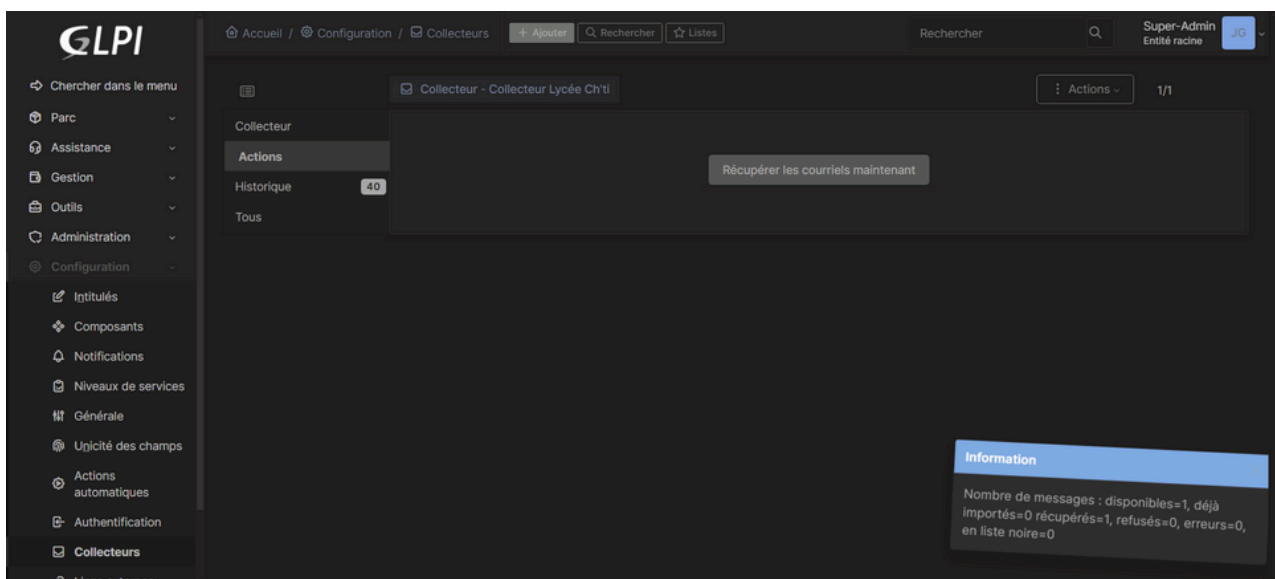 GLPI
Accueil / Configuration / Collecteurs
+ Ajouter
Rechercher
Listes
Rechercher
Super-Admin
Entité racine
JG
Chercher dans le menu
Parc
Assistance
Gestion
Outils
Administration
Configuration
Intitulés
Composants
Notifications
Niveaux de services
Générale
Unicité des champs
Actions
automatiques
Authentification
Collecteurs
Collecteur - Collecteur Lycée Ch'ti
Actions
1/1
Collecteur
Actions
Historique 40
Tous
Récupérer les courriels maintenant
Information
Nombre de messages : disponibles=1, déjà
importés=0 récupérés=1, refusés=0, erreurs=0,
en liste noire=0